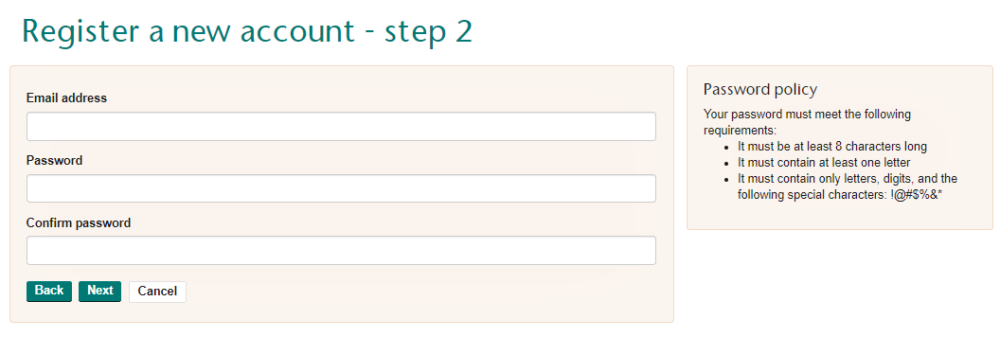 Register a new account - step 2
Email address
Password
Confirm password
Back Next Cancel
Password policy
Your password must meet the following
requirements:
• It must be at least 8 characters long
• It must contain at least one letter
• It must contain only letters, digits, and the
following special characters: !@#$%&*